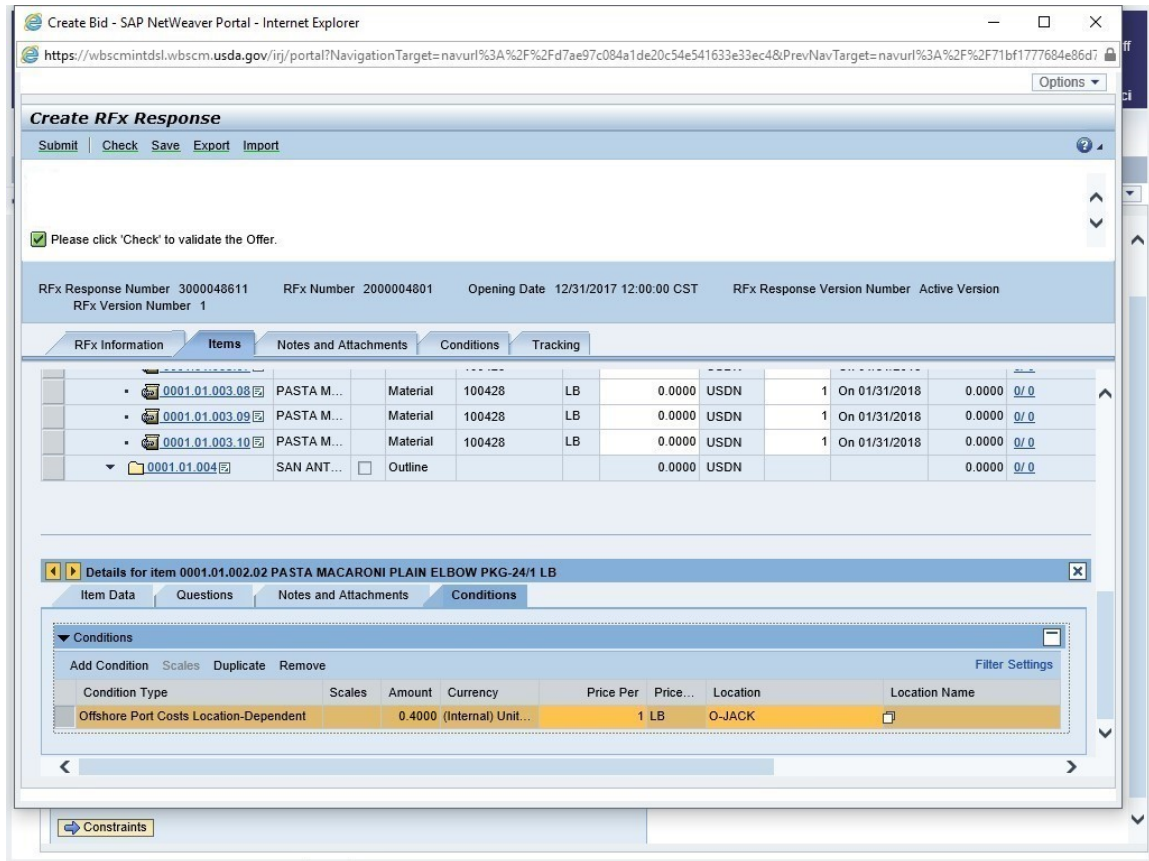 Create Bid - SAP NetWeaver Portal - Internet Explorer
https://wbscmintdsl.wbscm.usda.gov/irj/portal?NavigationTarget=navurl%3A%2F%2Fd7ae97c084a1de20c54e541633e33ec4&PrevNavTarget=navurl%3A%2F%2F71bf1777684e86d7
Options
Create RFx Response
Submit Check Save Export Import
Please click 'Check' to validate the Offer.
RFx Response Number 3000048611 RFx Number 2000004801 Opening Date 12/31/2017 12:00:00 CST RFx Response Version Number Active Version
RFx Version Number 1
RFx Information Items Notes and Attachments Conditions Tracking
0001.01.003.08 PASTA M... Material 100428 LB 0.0000 USDN 1 On 01/31/2018 0.0000 0/ 0
0001.01.003.09 PASTA M... Material 100428 LB 0.0000 USDN 1 On 01/31/2018 0.0000 0/ 0
0001.01.003.10 PASTA M... Material 100428 LB 0.0000 USDN 1 On 01/31/2018 0.0000 0/ 0
0001.01.004 SAN ANT... Outline 0.0000 USDN 0.0000 0/ 0
Details for item 0001.01.002.02 PASTA MACARONI PLAIN ELBOW PKG-24/1 LB
Item Data Questions Notes and Attachments Conditions
Conditions
Add Condition Scales Duplicate Remove Filter Settings
Condition Type Scales Amount Currency Price Per Price... Location Location Name
Offshore Port Costs Location-Dependent 0.4000 (Internal) Unit... 1 LB O-JACK
Constraints